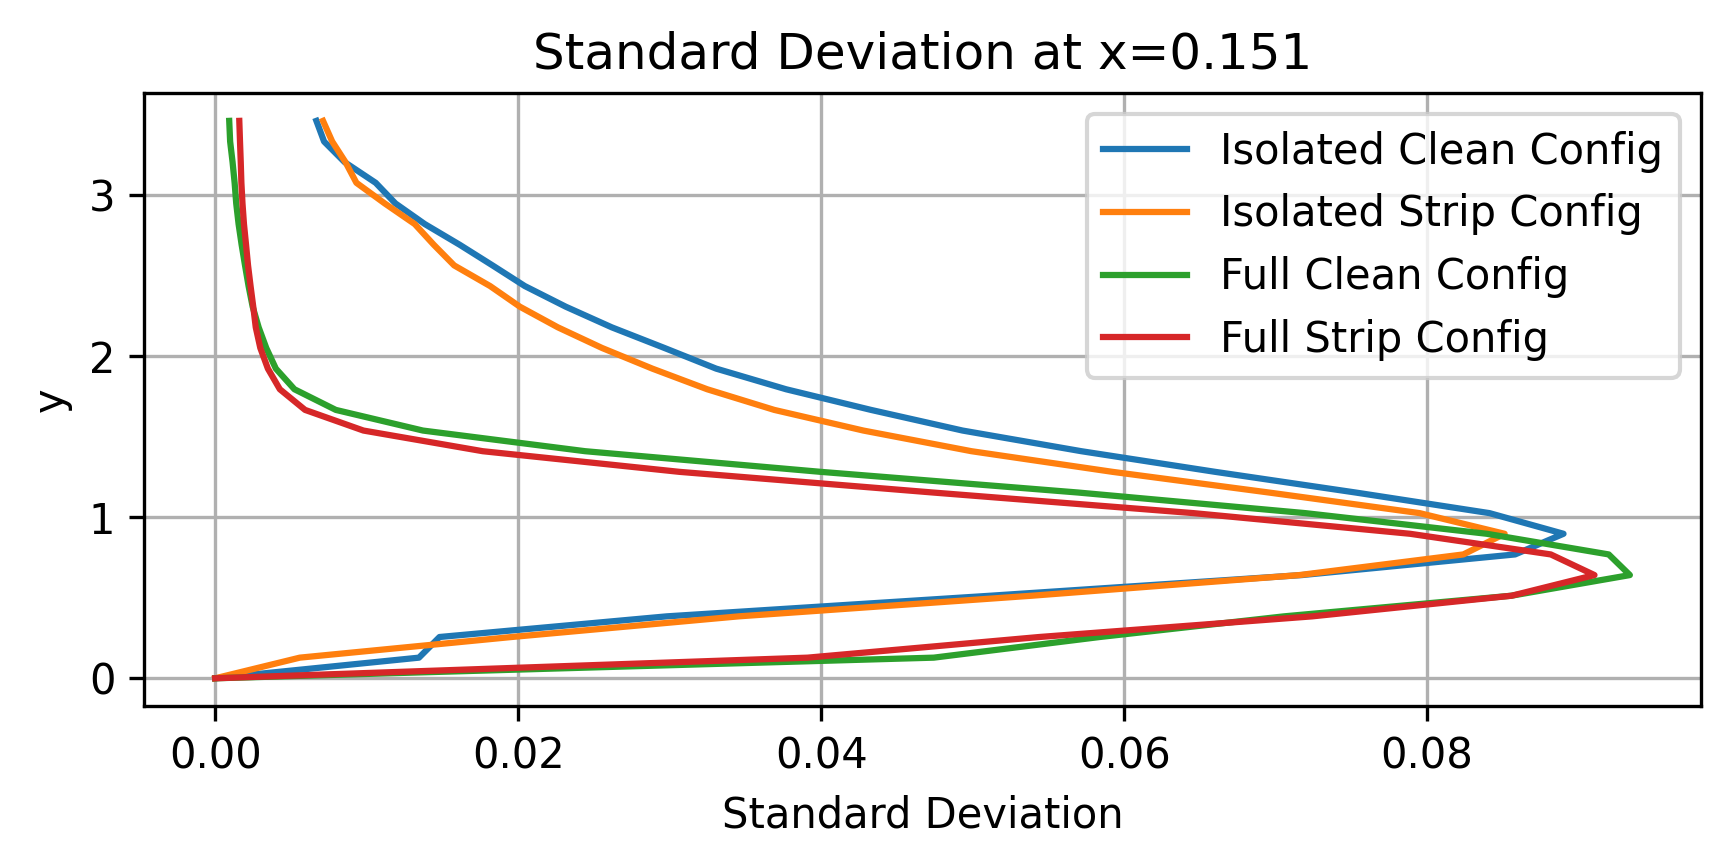 Standard Deviation at x=0.151
Isolated Clean Config
Isolated Strip Config
Full Clean Config
Full Strip Config
y
3
2
1
0
0.00 0.02 0.04 0.06 0.08
Standard Deviation